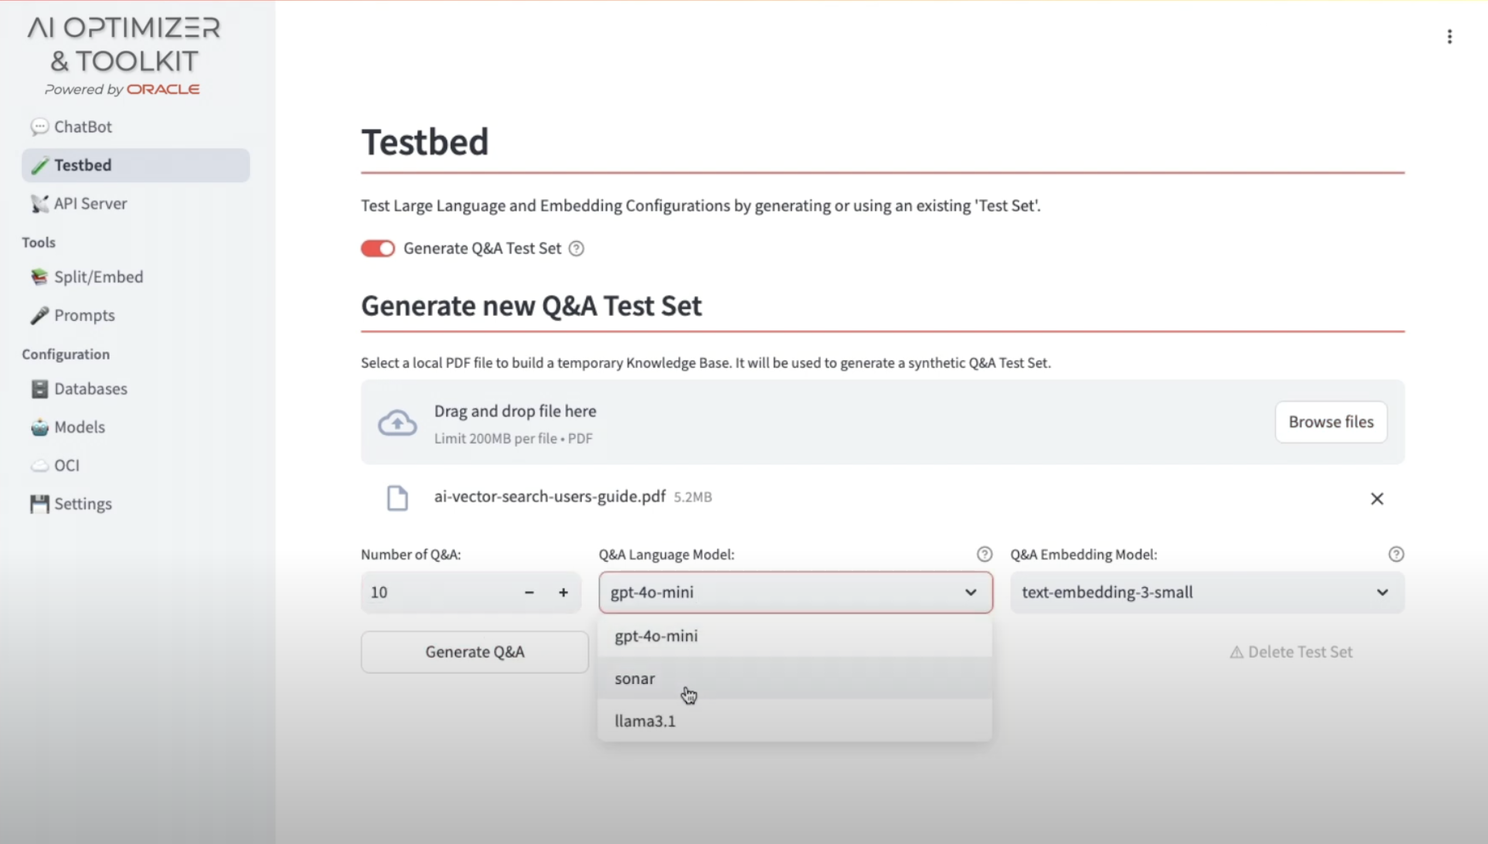 AI OPTIMIZER
& TOOLKIT
Powered by ORACLE
ChatBot
Testbed
API Server
Tools
Split/Embed
Prompts
Configuration
Databases
Models
OCI
Settings
Testbed
Test Large Language and Embedding Configurations by generating or using an existing 'Test Set'.
Generate Q&A Test Set
Generate new Q&A Test Set
Select a local PDF file to build a temporary Knowledge Base. It will be used to generate a synthetic Q&A Test Set.
Drag and drop file here
Limit 200MB per file • PDF
Browse files
ai-vector-search-users-guide.pdf 5.2MB
Number of Q&A:
10
Q&A Language Model:
gpt-4o-mini
Q&A Embedding Model:
text-embedding-3-small
gpt-4o-mini
sonar
llama3.1
Generate Q&A
Delete Test Set